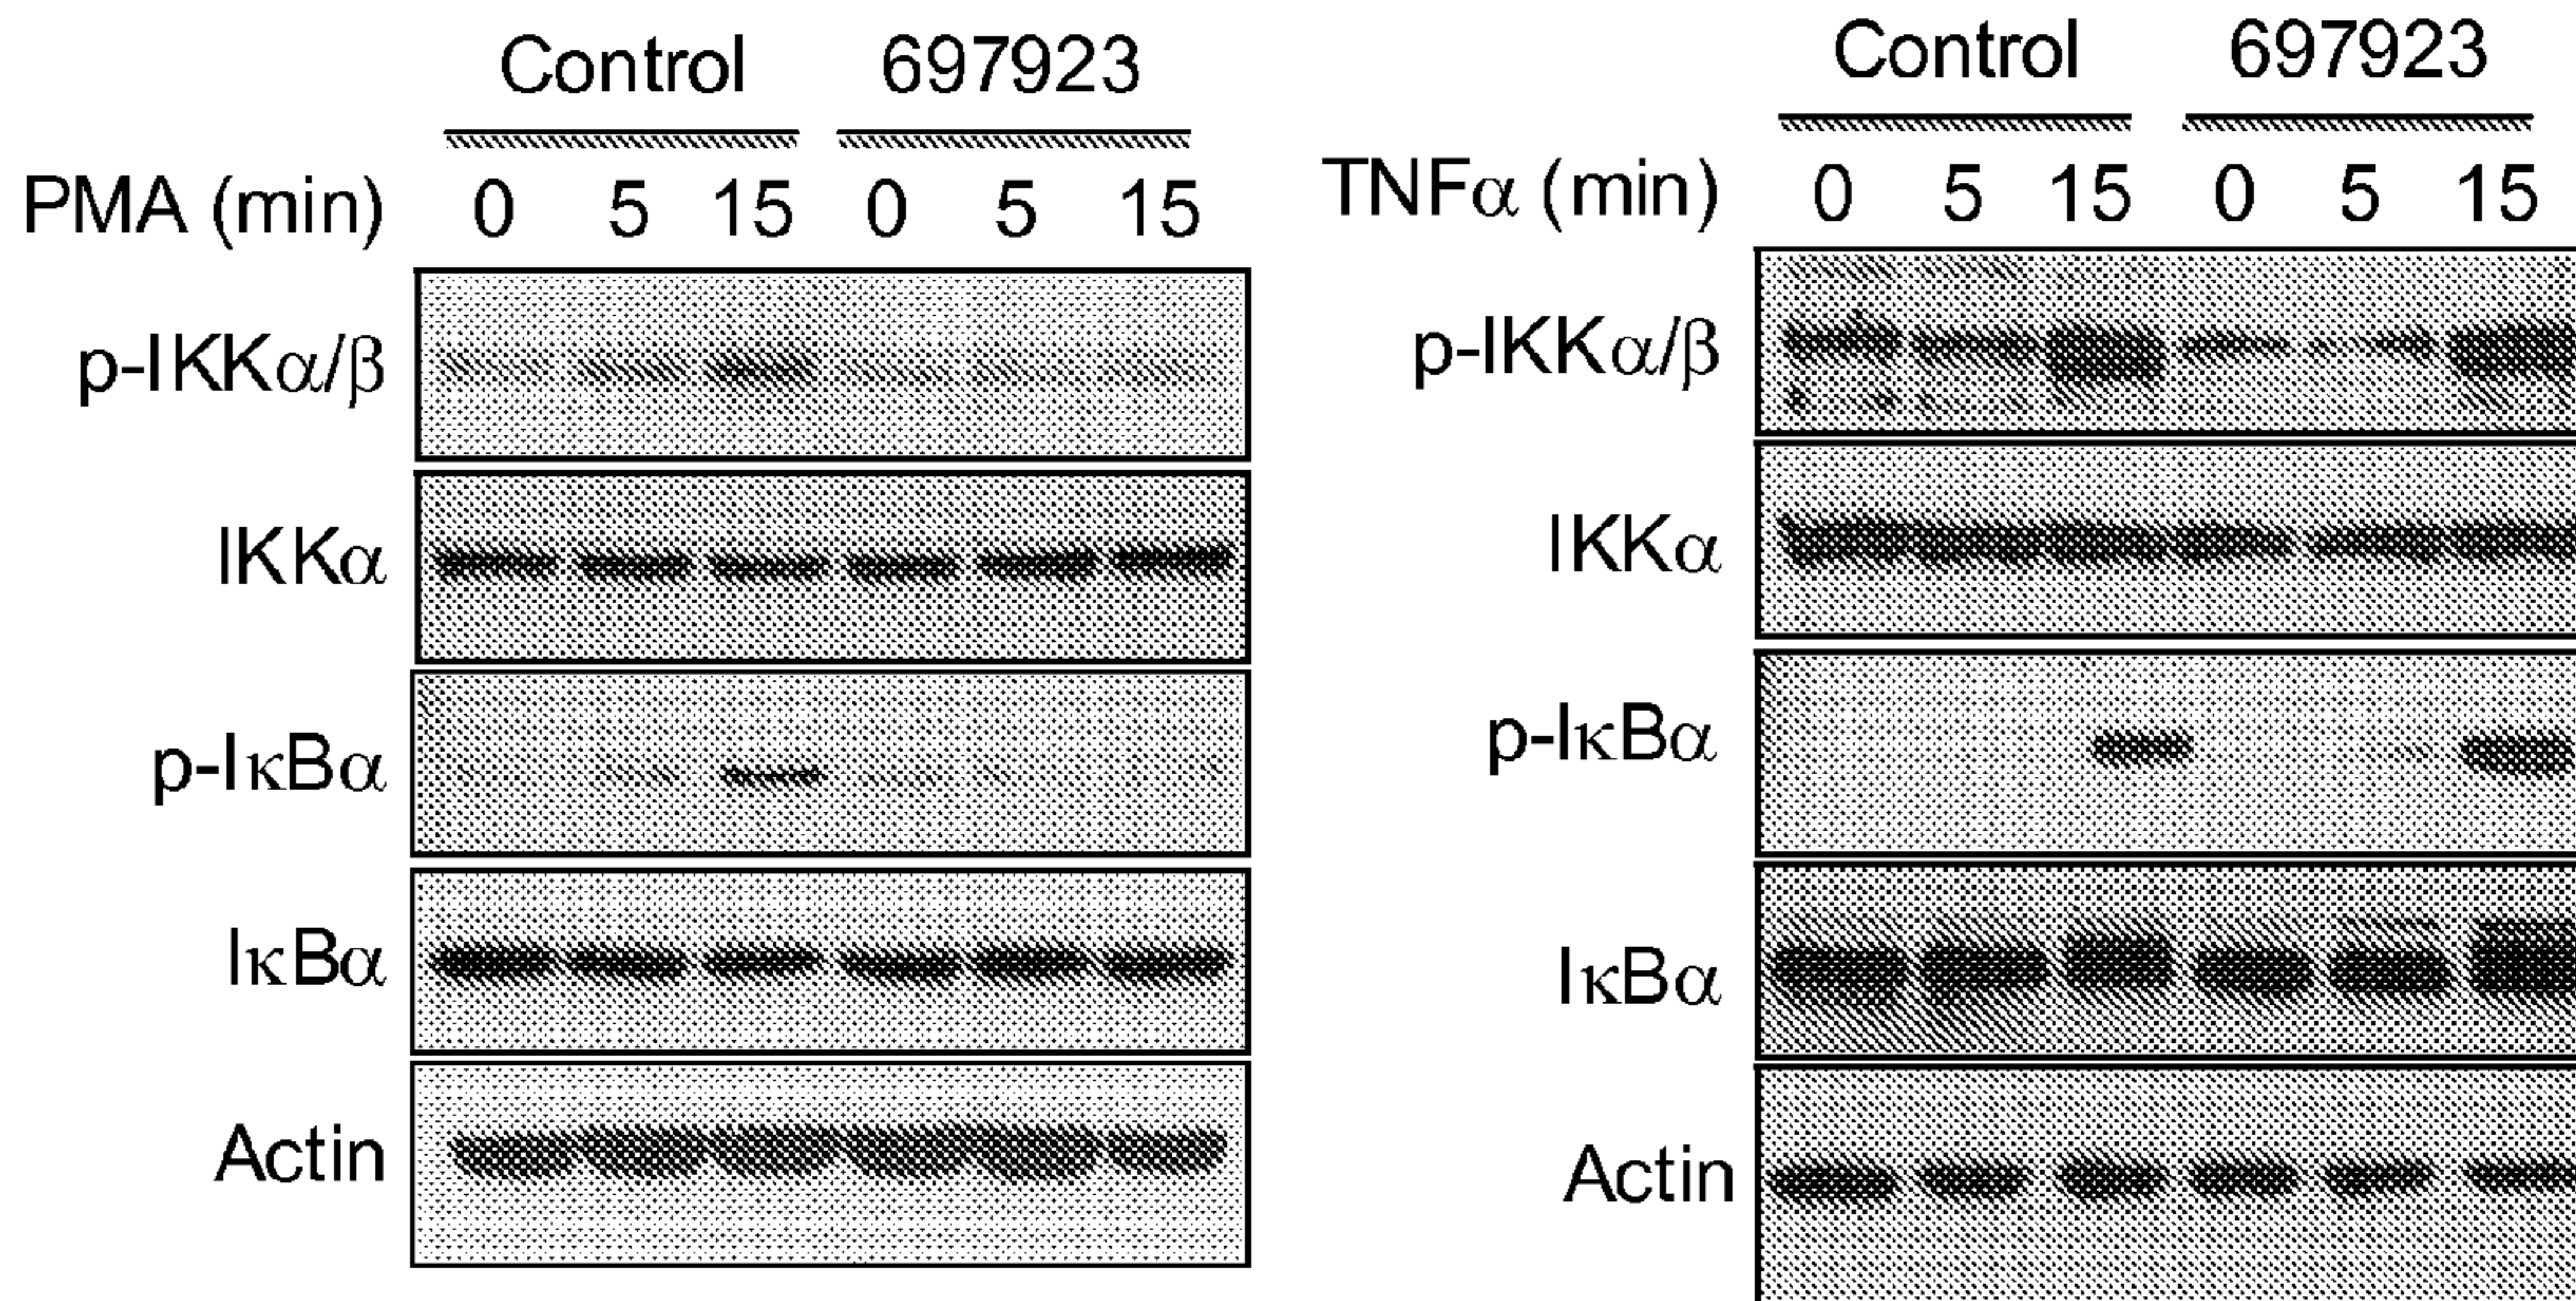 Control 697923
PMA (min) 0 5 15 0 5 15
p-IKKα/β
IKKα
p-IκBα
IκBα
Actin
Control 697923
TNFα (min) 0 5 15 0 5 15
p-IKKα/β
IKKα
p-IκBα
IκBα
Actin